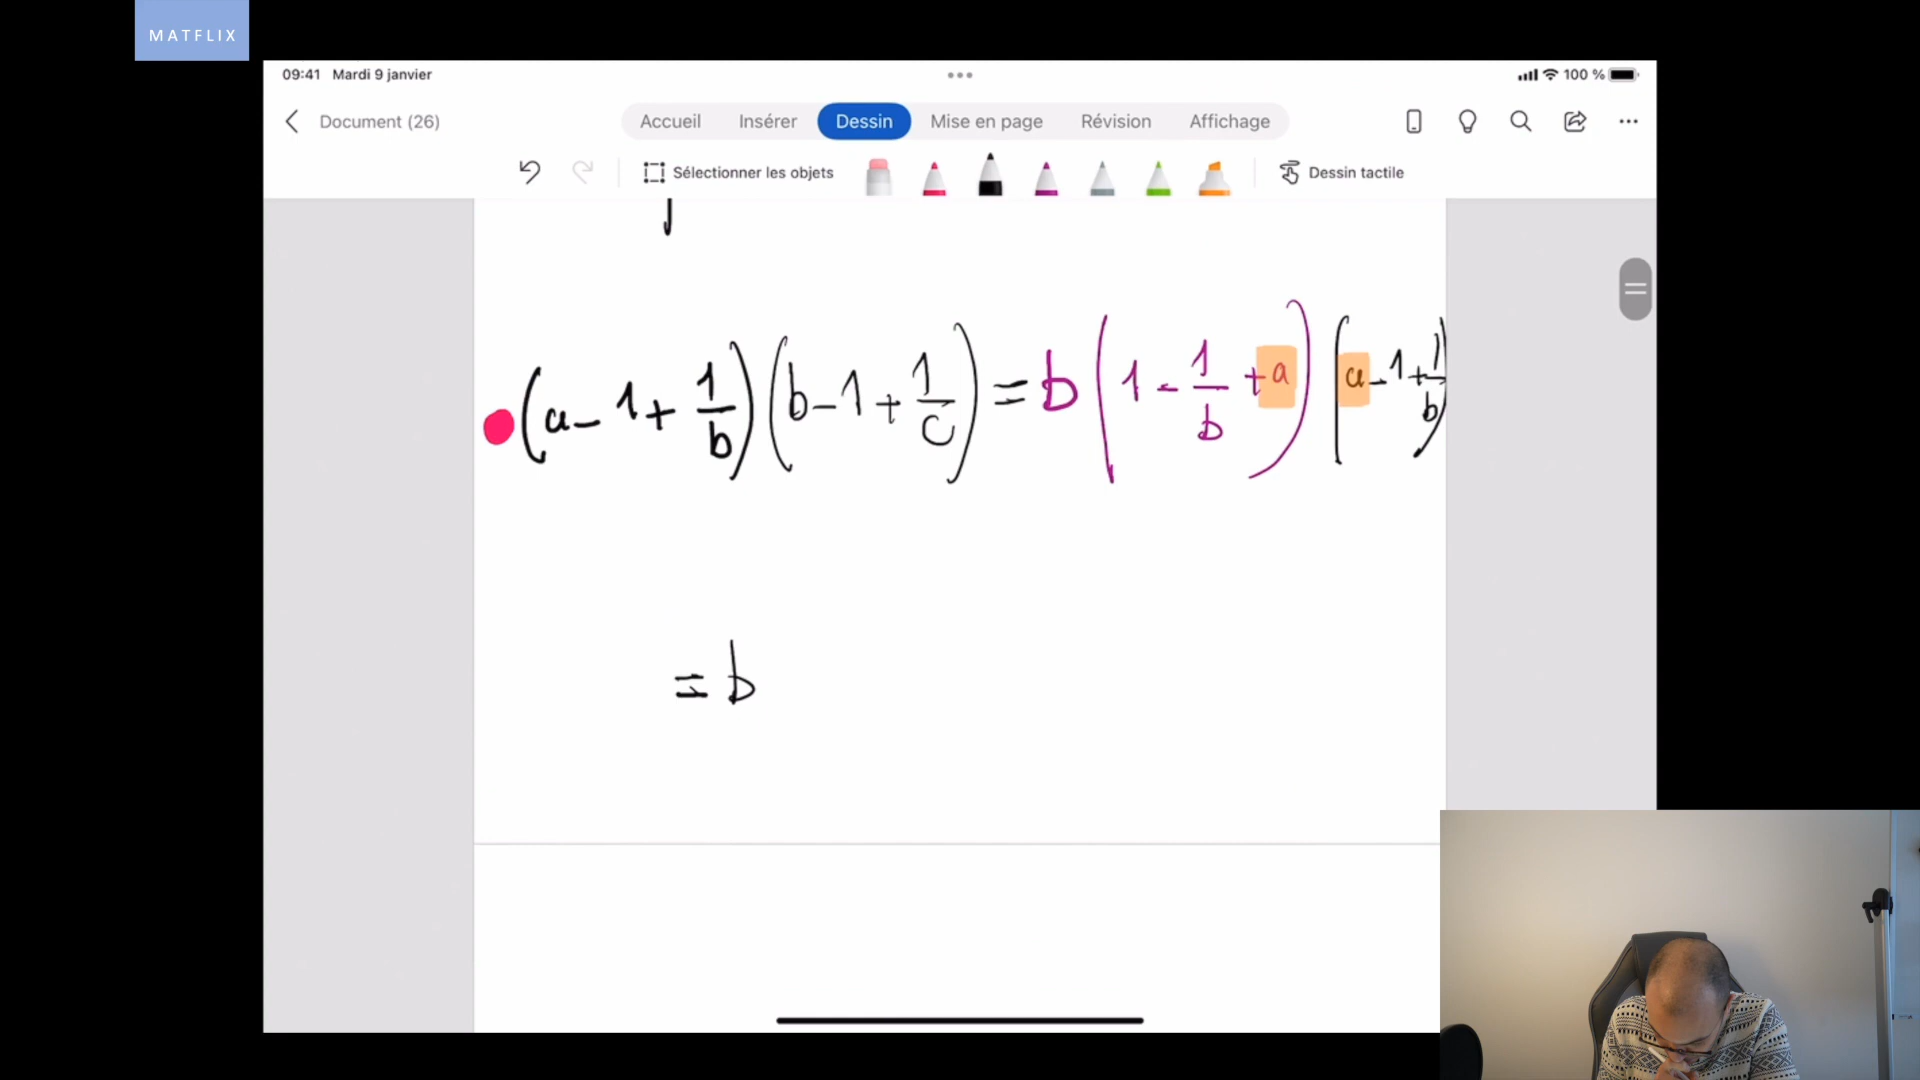 MATFLIX
09:41 Mardi 9 janvier
100 %
Document (26)
Accueil Insérer Dessin Mise en page Révision Affichage
Sélectionner les objets
Dessin tactile
(a - 1 + 1/b)(b - 1 + 1/c) = b(1 - 1/b + a)(a - 1 + 1/b)
= b